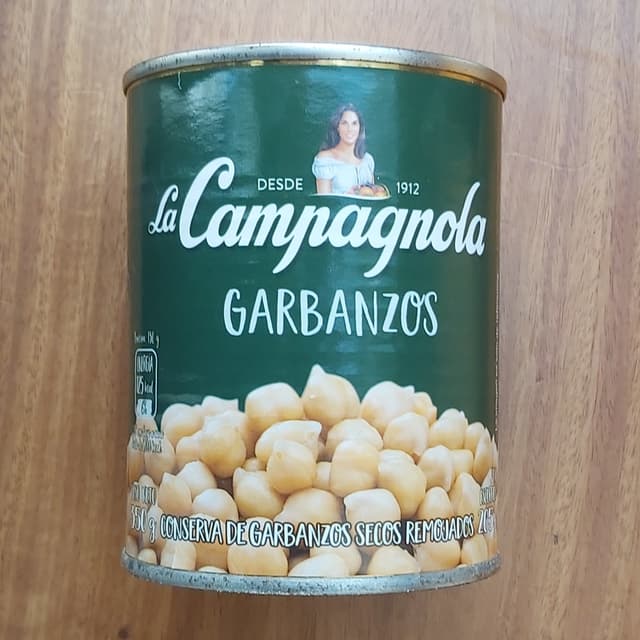 DESDE 1912
La Campagnola
GARBANZOS
CONSERVA DE GARBANZOS SECOS REMOJADOS